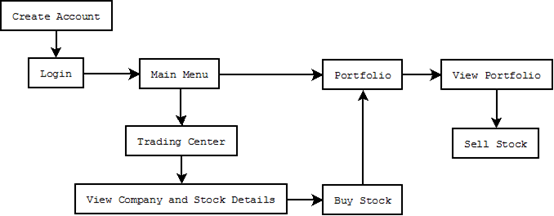 Create Account
Login
Main Menu
Portfolio
View Portfolio
Trading Center
Sell Stock
View Company and Stock Details
Buy Stock